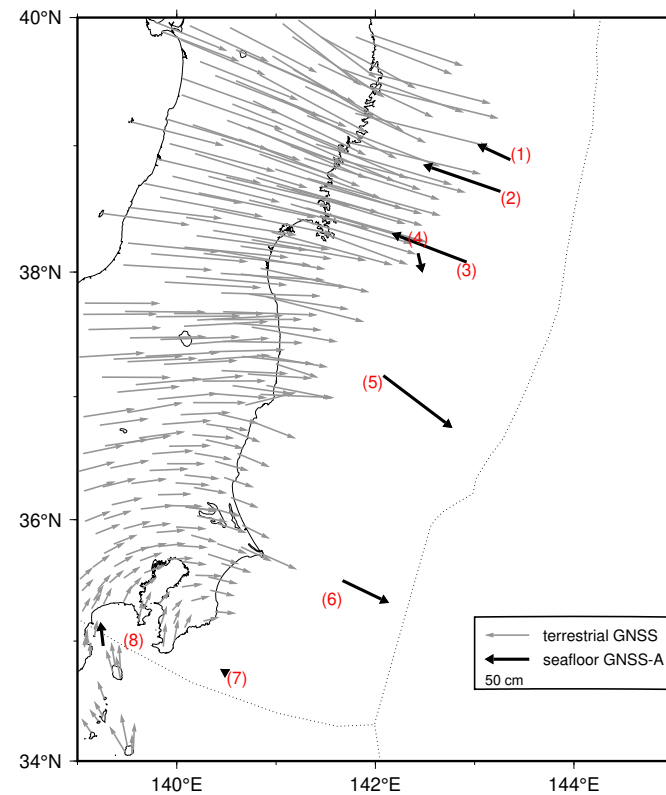 40°N
(1)
(2)
(4)
(3)
38°N
(5)
36°N
(6)
terrestrial GNSS
(8)
seafloor GNSS-A
(7)
50 cm
34°N
140°E 142°E 144°E